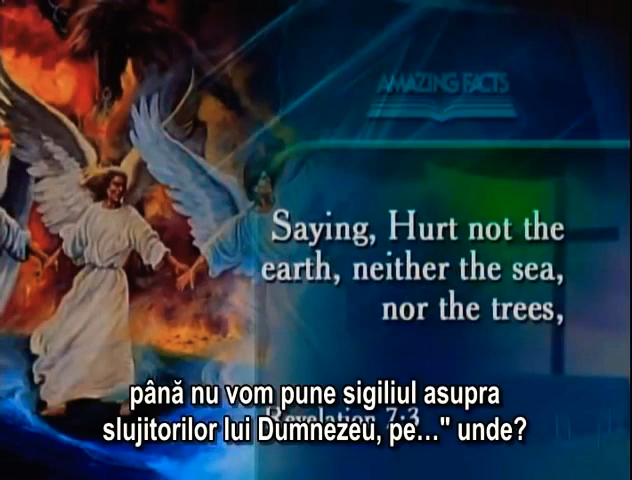 AMAZING FACTS
Saying, Hurt not the
earth, neither the sea,
nor the trees,
Revelation 7:3
până nu vom pune sigiliul asupra
slujitorilor lui Dumnezeu, pe..." unde?